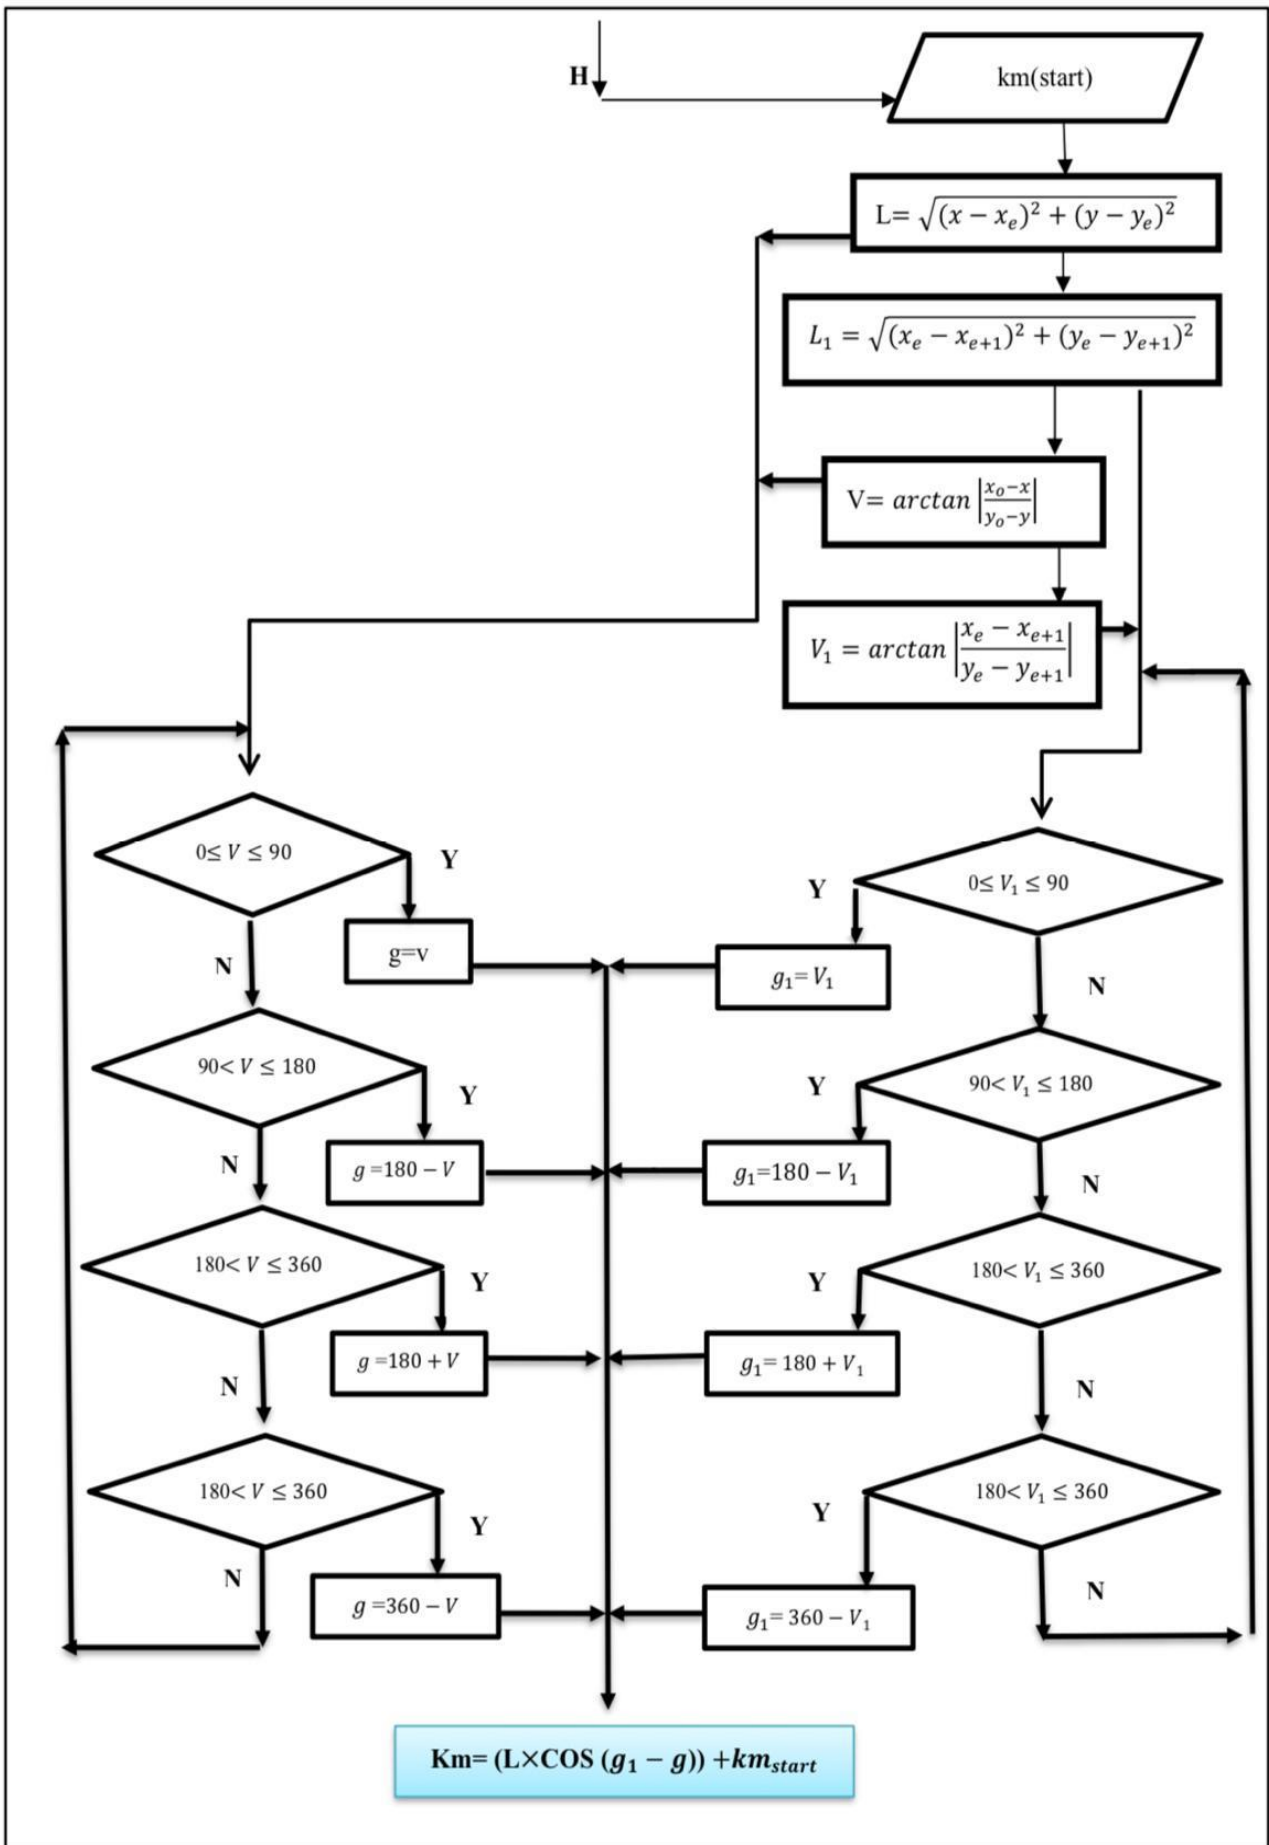 H
km(start)
L= √(x − xₑ)² + (y − yₑ)²
L₁ = √(xₑ − xₑ₊₁)² + (yₑ − yₑ₊₁)²
V= arctan |xₒ−x / yₒ−y|
V₁ = arctan |xₑ − xₑ₊₁ / yₑ − yₑ₊₁|
0≤ V ≤ 90
Y
g=v
N
90< V ≤ 180
Y
g =180 − V
N
180< V ≤ 360
Y
g =180 + V
N
180< V ≤ 360
Y
g =360 − V
N
0≤ V₁ ≤ 90
Y
g₁= V₁
N
90< V₁ ≤ 180
Y
g₁=180 − V₁
N
180< V₁ ≤ 360
Y
g₁= 180 + V₁
N
180< V₁ ≤ 360
Y
g₁= 360 − V₁
N
Km= (L×COS (g₁ − g)) +kmstart